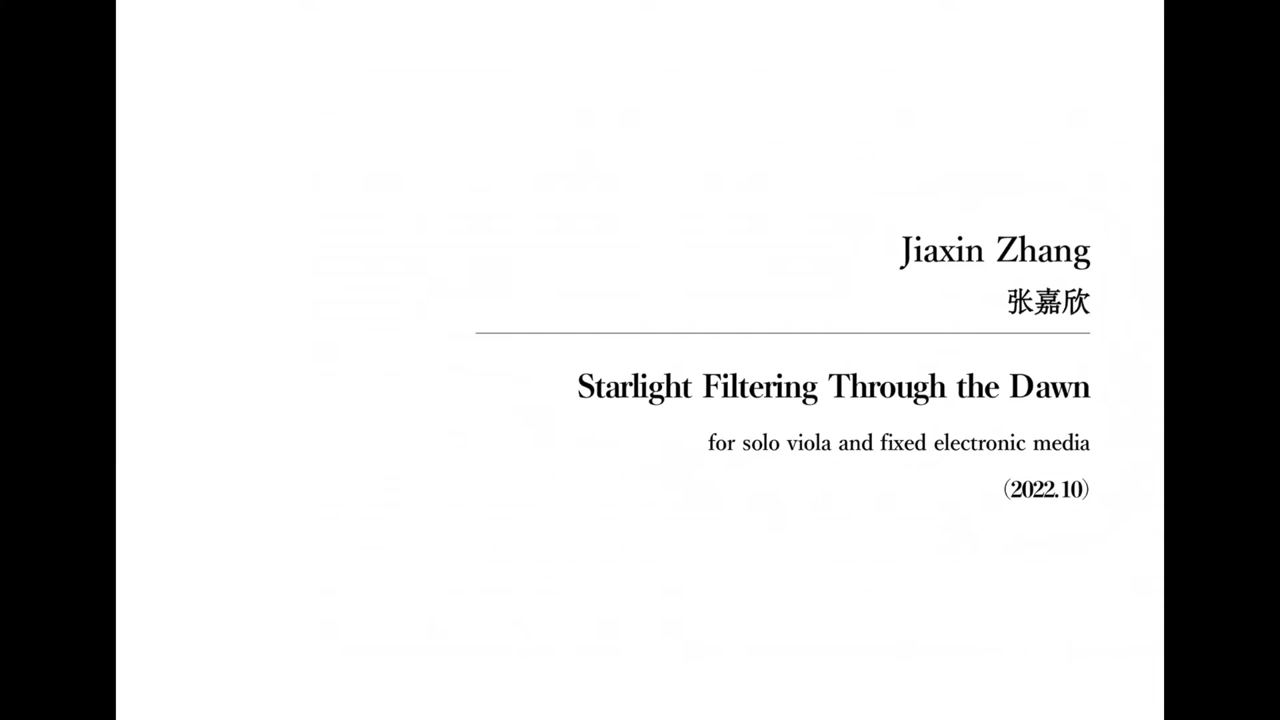 Jiaxin Zhang
张嘉欣
Starlight Filtering Through the Dawn
for solo viola and fixed electronic media
(2022.10)